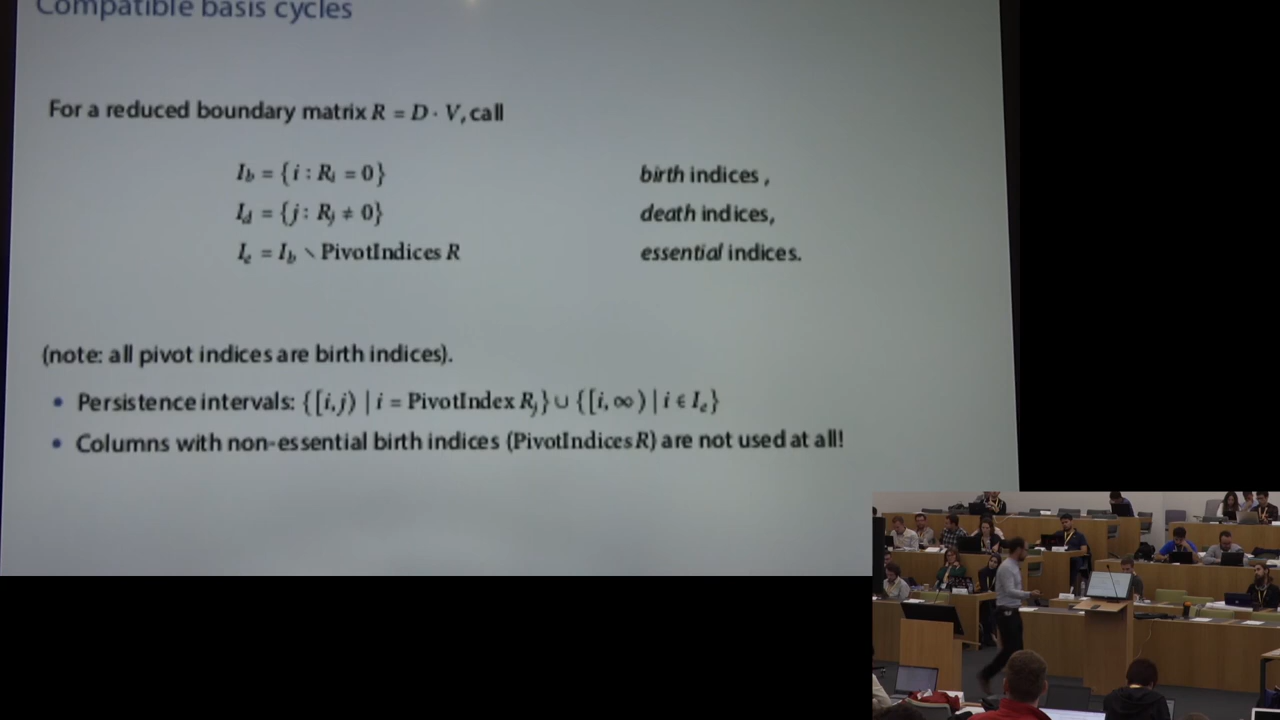 Compatible basis cycles
For a reduced boundary matrix R = D · V, call
I_b = {i : R_i = 0} birth indices ,
I_d = {j : R_j ≠ 0} death indices,
I_e = I_b ∖ PivotIndices R essential indices.
(note: all pivot indices are birth indices).
• Persistence intervals: {[i,j) | i = PivotIndex R_j} ∪ {[i,∞) | i ∈ I_e}
• Columns with non-essential birth indices (PivotIndices R) are not used at all!